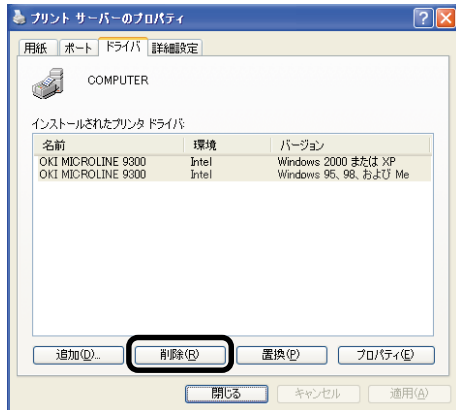 プリント サーバーのプロパティ
用紙 ポート ドライバ 詳細設定
COMPUTER
インストールされたプリンタ ドライバ:
名前 環境 バージョン
OKI MICROLINE 9300 Intel Windows 2000 または XP
OKI MICROLINE 9300 Intel Windows 95、98、および Me
追加(D)... 削除(R) 置換(P) プロパティ(E)
閉じる キャンセル 適用(A)